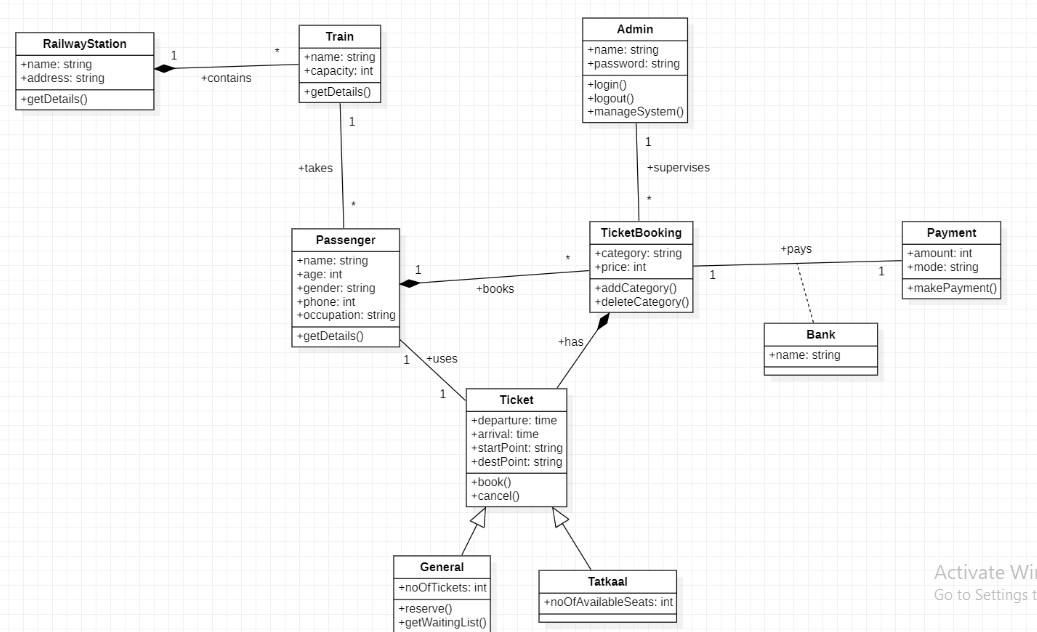 RailwayStation
+name: string
+address: string
+getDetails()
1
*
+contains
Train
+name: string
+capacity: int
+getDetails()
Admin
+name: string
+password: string
+login()
+logout()
+manageSystem()
1
+takes
*
1
+supervises
*
Passenger
+name: string
+age: int
+gender: string
+phone: int
+occupation: string
+getDetails()
1
*
+books
TicketBooking
+category: string
+price: int
+addCategory()
+deleteCategory()
+pays
1
1
Payment
+amount: int
+mode: string
+makePayment()
Bank
+name: string
+has
1
+uses
1
Ticket
+departure: time
+arrival: time
+startPoint: string
+destPoint: string
+book()
+cancel()
General
+noOfTickets: int
+reserve()
+getWaitingList()
Tatkaal
+noOfAvailableSeats: int
Activate Wi
Go to Settings t